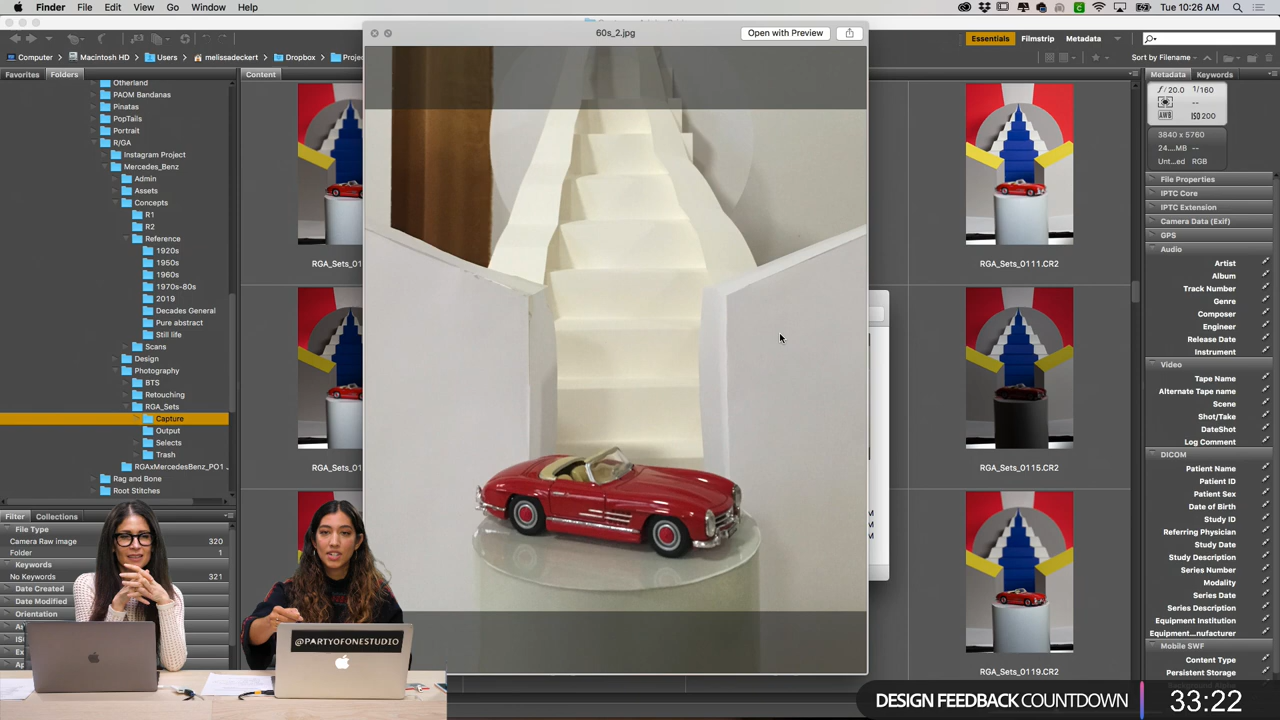 Finder File Edit View Go Window Help
Tue 10:26 AM
60s_2.jpg
Open with Preview
Essentials Filmstrip Metadata
Computer Macintosh HD Users melissadeckert Dropbox
Sort by Filename
Favorites Folders
Content
Metadata Keywords
Otherland
PAOM Bandanas
Pinatas
PopTails
Portrait
R/GA
Instagram Project
Mercedes_Benz
Admin
Assets
Concepts
R1
R2
Reference
1920s
1950s
1960s
1970s-80s
2019
Decades General
Pure abstract
Still life
Scans
Design
Photography
BTS
Retouching
RGA_Sets
Capture
Output
Selects
Trash
RGAxMercedesBenz_PO1
Rag and Bone
Root Stitches
Filter Collections
File Type
Camera Raw image 320
Folder 1
Keywords
No Keywords 321
Date Created
Date Modified
Orientation
@PARTYOFONESTUDIO
RGA_Sets_0111.CR2
RGA_Sets_0115.CR2
RGA_Sets_0119.CR2
f/20.0 1/160
--
AWB ISO200
3840 x 5760
24....MB --
Unt...ed RGB
File Properties
IPTC Core
IPTC Extension
Camera Data (Exif)
GPS
Audio
Artist
Album
Track Number
Genre
Composer
Engineer
Release Date
Instrument
Video
Tape Name
Alternate Tape name
Scene
Shot/Take
DateShot
Log Comment
DICOM
Patient Name
Patient ID
Patient Sex
Date of Birth
Referring Physician
Study ID
Study Date
Study Description
Series Number
Modality
Series Date
Series Description
Equipment Institution
Equipment...nufacturer
Mobile SWF
Content Type
Persistent Storage
DESIGN FEEDBACK COUNTDOWN 33:22